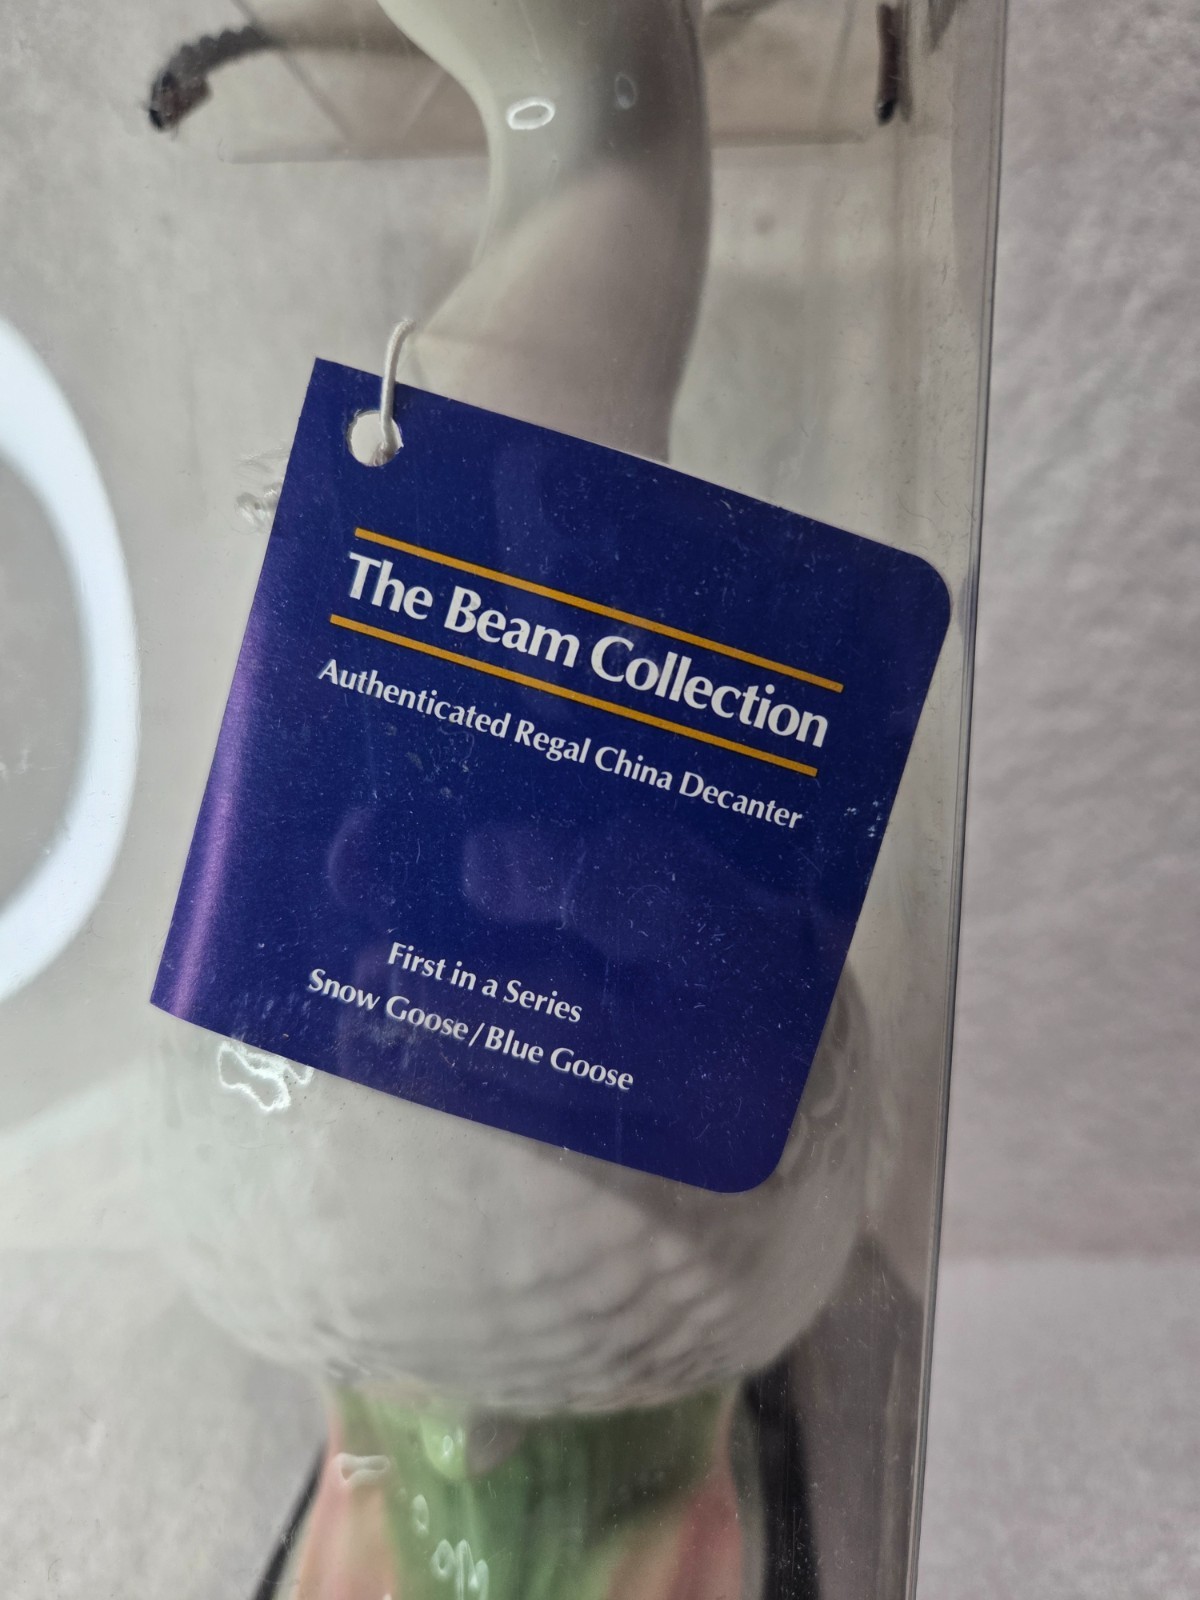 The Beam Collection
Authenticated Regal China Decanter
First in a Series
Snow Goose/Blue Goose